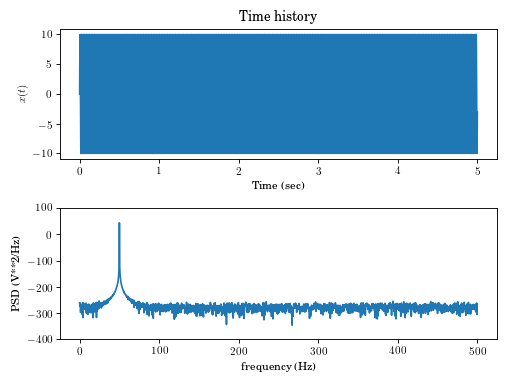 Time history
10
5
0
−5
−10
x(t)
0 1 2 3 4 5
Time (sec)
100
0
−100
−200
−300
−400
PSD (V**2/Hz)
0 100 200 300 400 500
frequency (Hz)